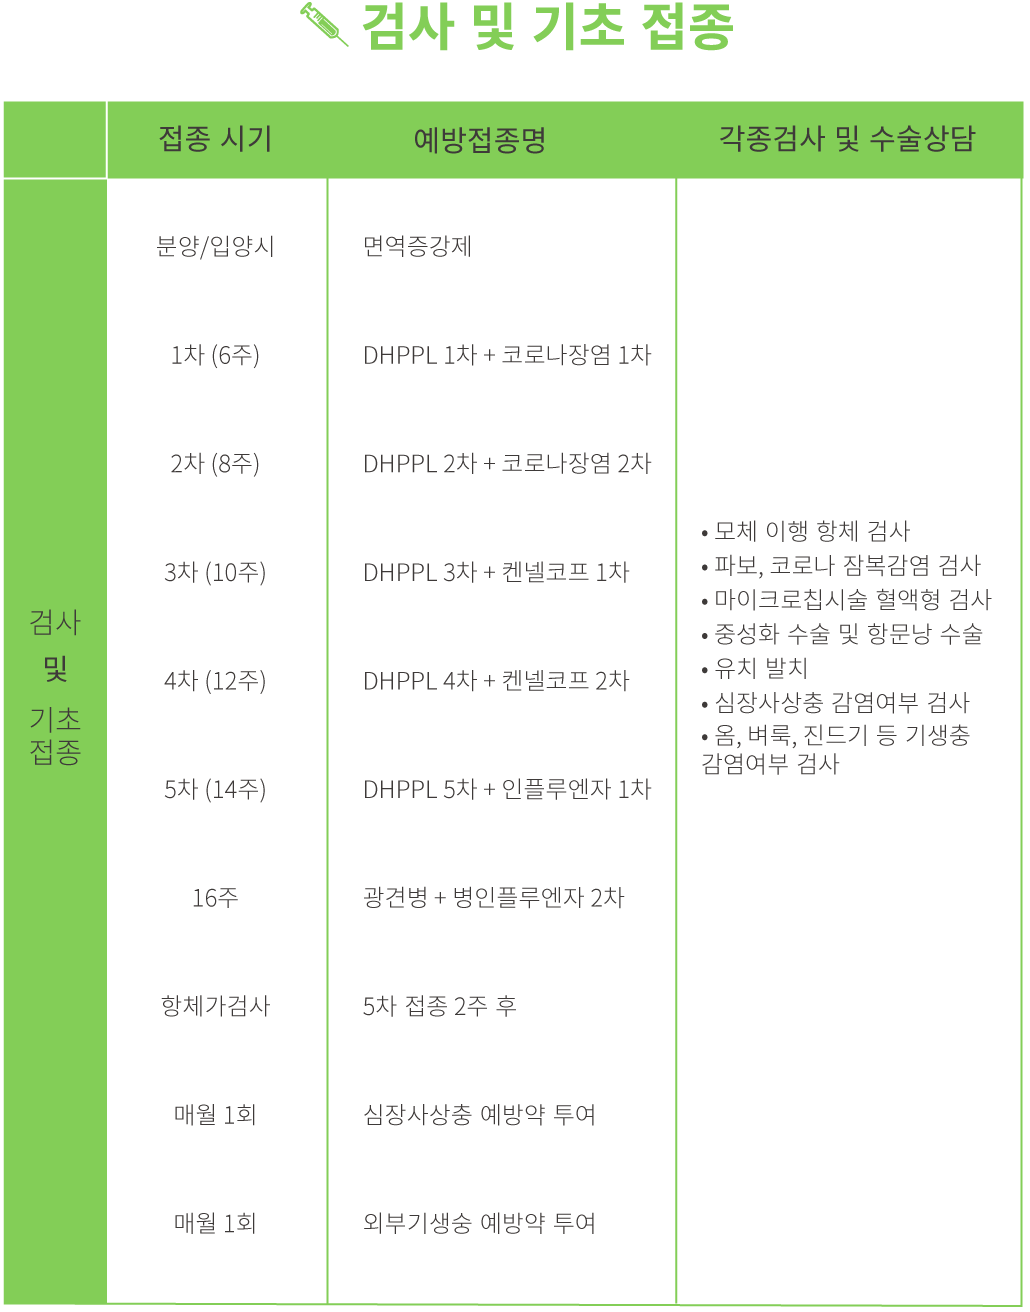 검사 및 기초 접종
접종 시기
예방접종명
각종검사 및 수술상담
검사
및
기초
접종
분양/입양시
면역증강제
1차 (6주)
DHPPL 1차 + 코로나장염 1차
2차 (8주)
DHPPL 2차 + 코로나장염 2차
3차 (10주)
DHPPL 3차 + 켄넬코프 1차
4차 (12주)
DHPPL 4차 + 켄넬코프 2차
5차 (14주)
DHPPL 5차 + 인플루엔자 1차
16주
광견병 + 병인플루엔자 2차
항체가검사
5차 접종 2주 후
매월 1회
심장사상충 예방약 투여
매월 1회
외부기생숭 예방약 투여
• 모체 이행 항체 검사
• 파보, 코로나 잠복감염 검사
• 마이크로칩시술 혈액형 검사
• 중성화 수술 및 항문낭 수술
• 유치 발치
• 심장사상충 감염여부 검사
• 옴, 벼룩, 진드기 등 기생충
감염여부 검사